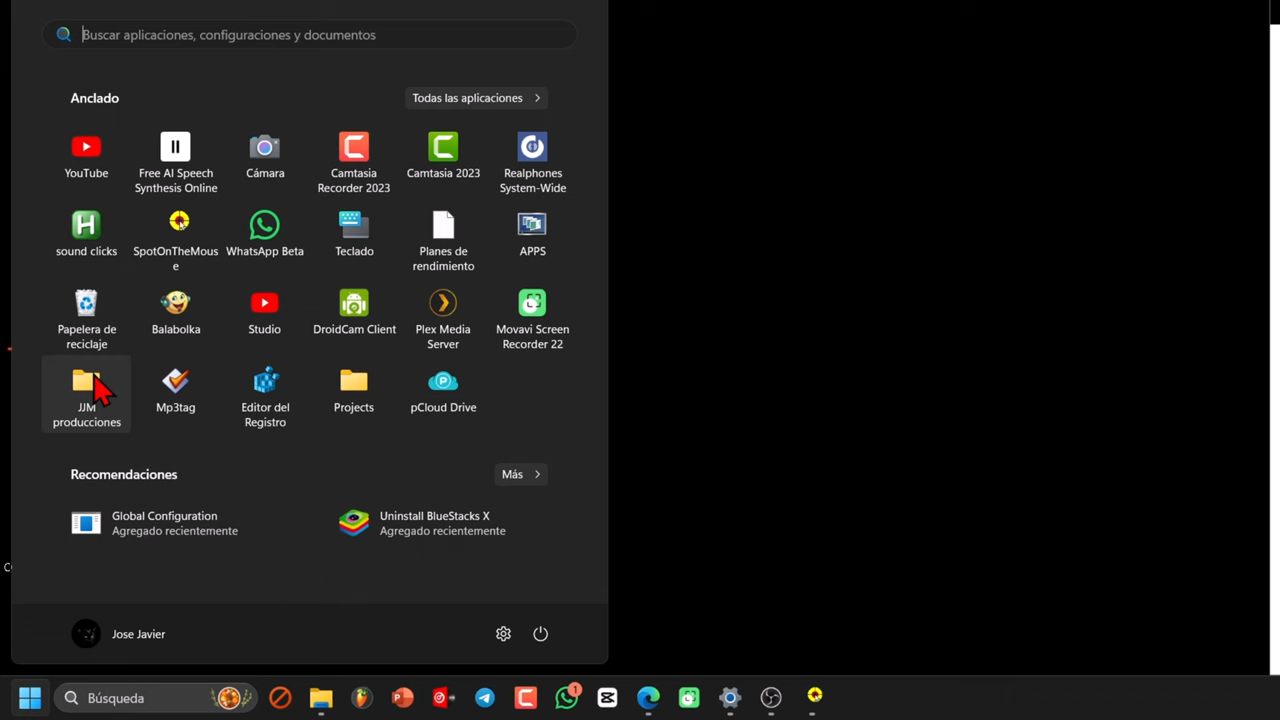 Buscar aplicaciones, configuraciones y documentos
Anclado
Todas las aplicaciones
YouTube
Free AI Speech
Synthesis Online
Cámara
Camtasia
Recorder 2023
Camtasia 2023
Realphones
System-Wide
sound clicks
SpotOnTheMous
e
WhatsApp Beta
Teclado
Planes de
rendimiento
APPS
Papelera de
reciclaje
Balabolka
Studio
DroidCam Client
Plex Media
Server
Movavi Screen
Recorder 22
JJM
producciones
Mp3tag
Editor del
Registro
Projects
pCloud Drive
Recomendaciones
Más
Global Configuration
Agregado recientemente
Uninstall BlueStacks X
Agregado recientemente
Jose Javier
Búsqueda
1